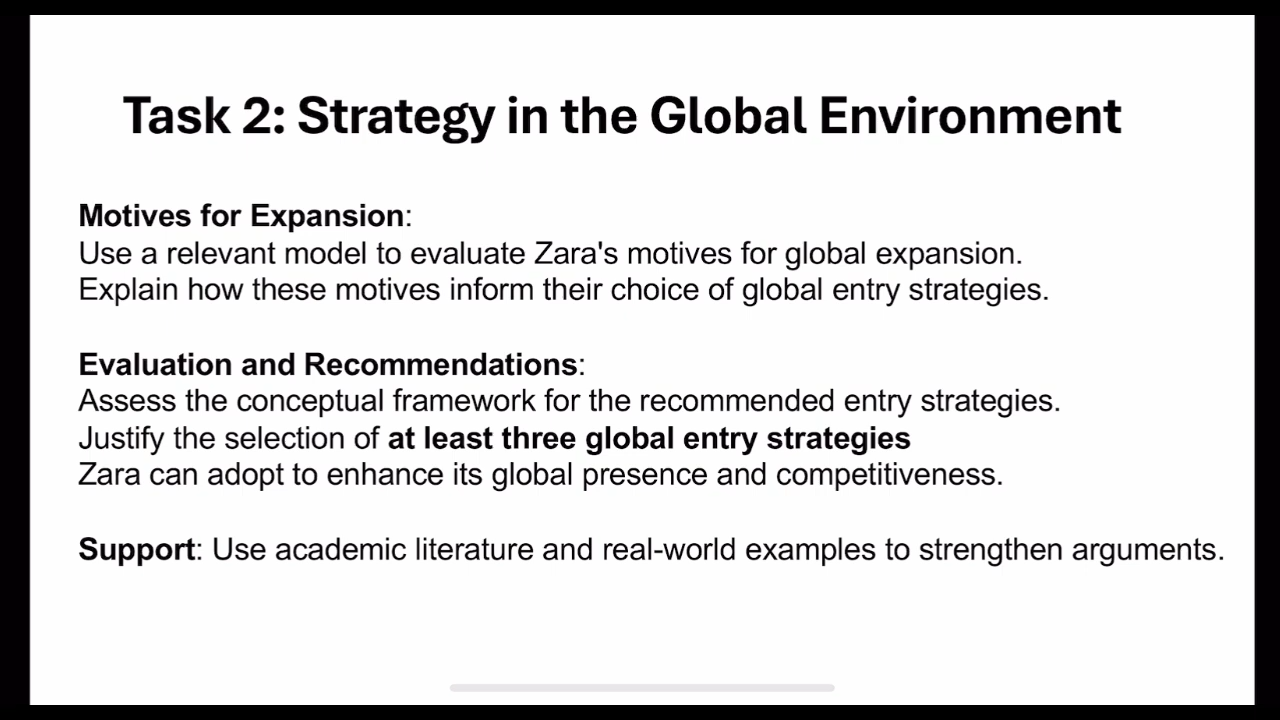 Task 2: Strategy in the Global Environment
Motives for Expansion:
Use a relevant model to evaluate Zara's motives for global expansion.
Explain how these motives inform their choice of global entry strategies.
Evaluation and Recommendations:
Assess the conceptual framework for the recommended entry strategies.
Justify the selection of at least three global entry strategies
Zara can adopt to enhance its global presence and competitiveness.
Support: Use academic literature and real-world examples to strengthen arguments.